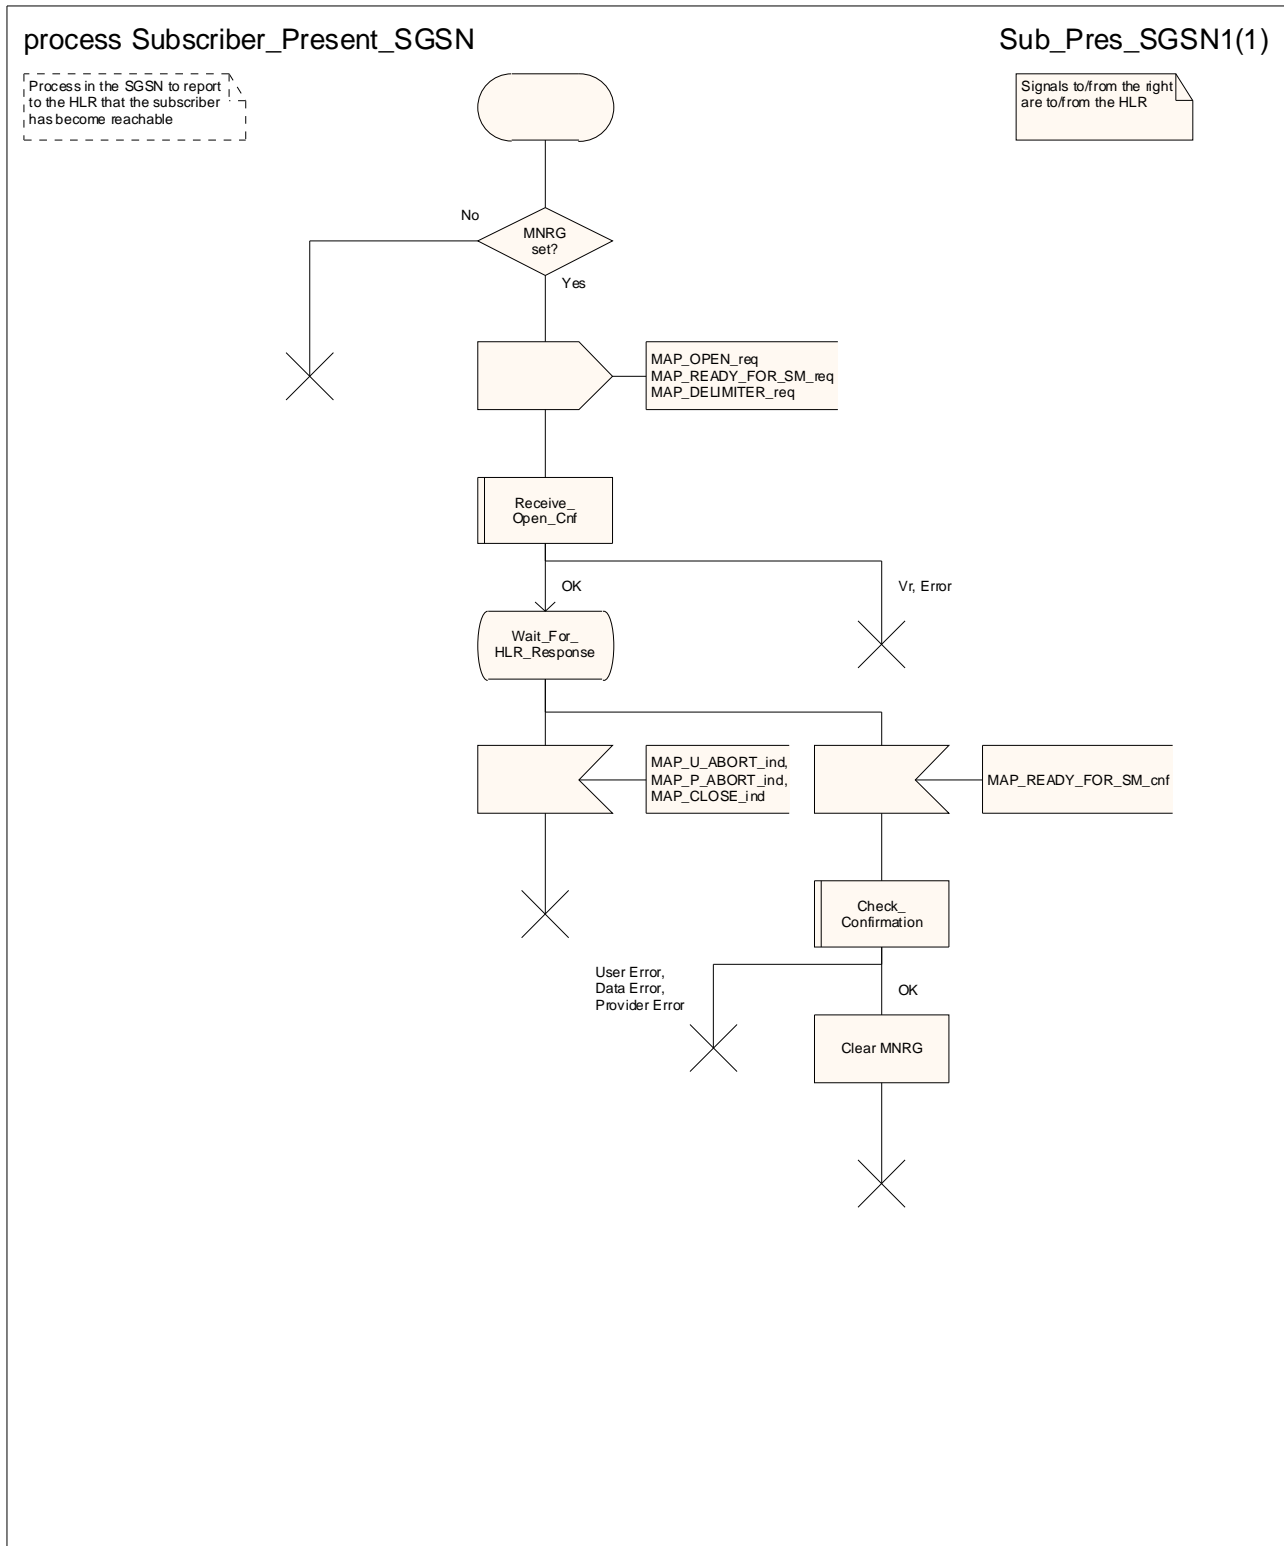 process Subscriber_Present_SGSN
Sub_Pres_SGSN1(1)
Process in the SGSN to report
to the HLR that the subscriber
has become reachable
Signals to/from the right
are to/from the HLR
No
MNRG
set?
Yes
MAP_OPEN_req
MAP_READY_FOR_SM_req
MAP_DELIMITER_req
Receive_
Open_Cnf
OK
Vr, Error
Wait_For_
HLR_Response
MAP_U_ABORT_ind,
MAP_P_ABORT_ind,
MAP_CLOSE_ind
MAP_READY_FOR_SM_cnf
Check_
Confirmation
User Error,
Data Error,
Provider Error
OK
Clear MNRG